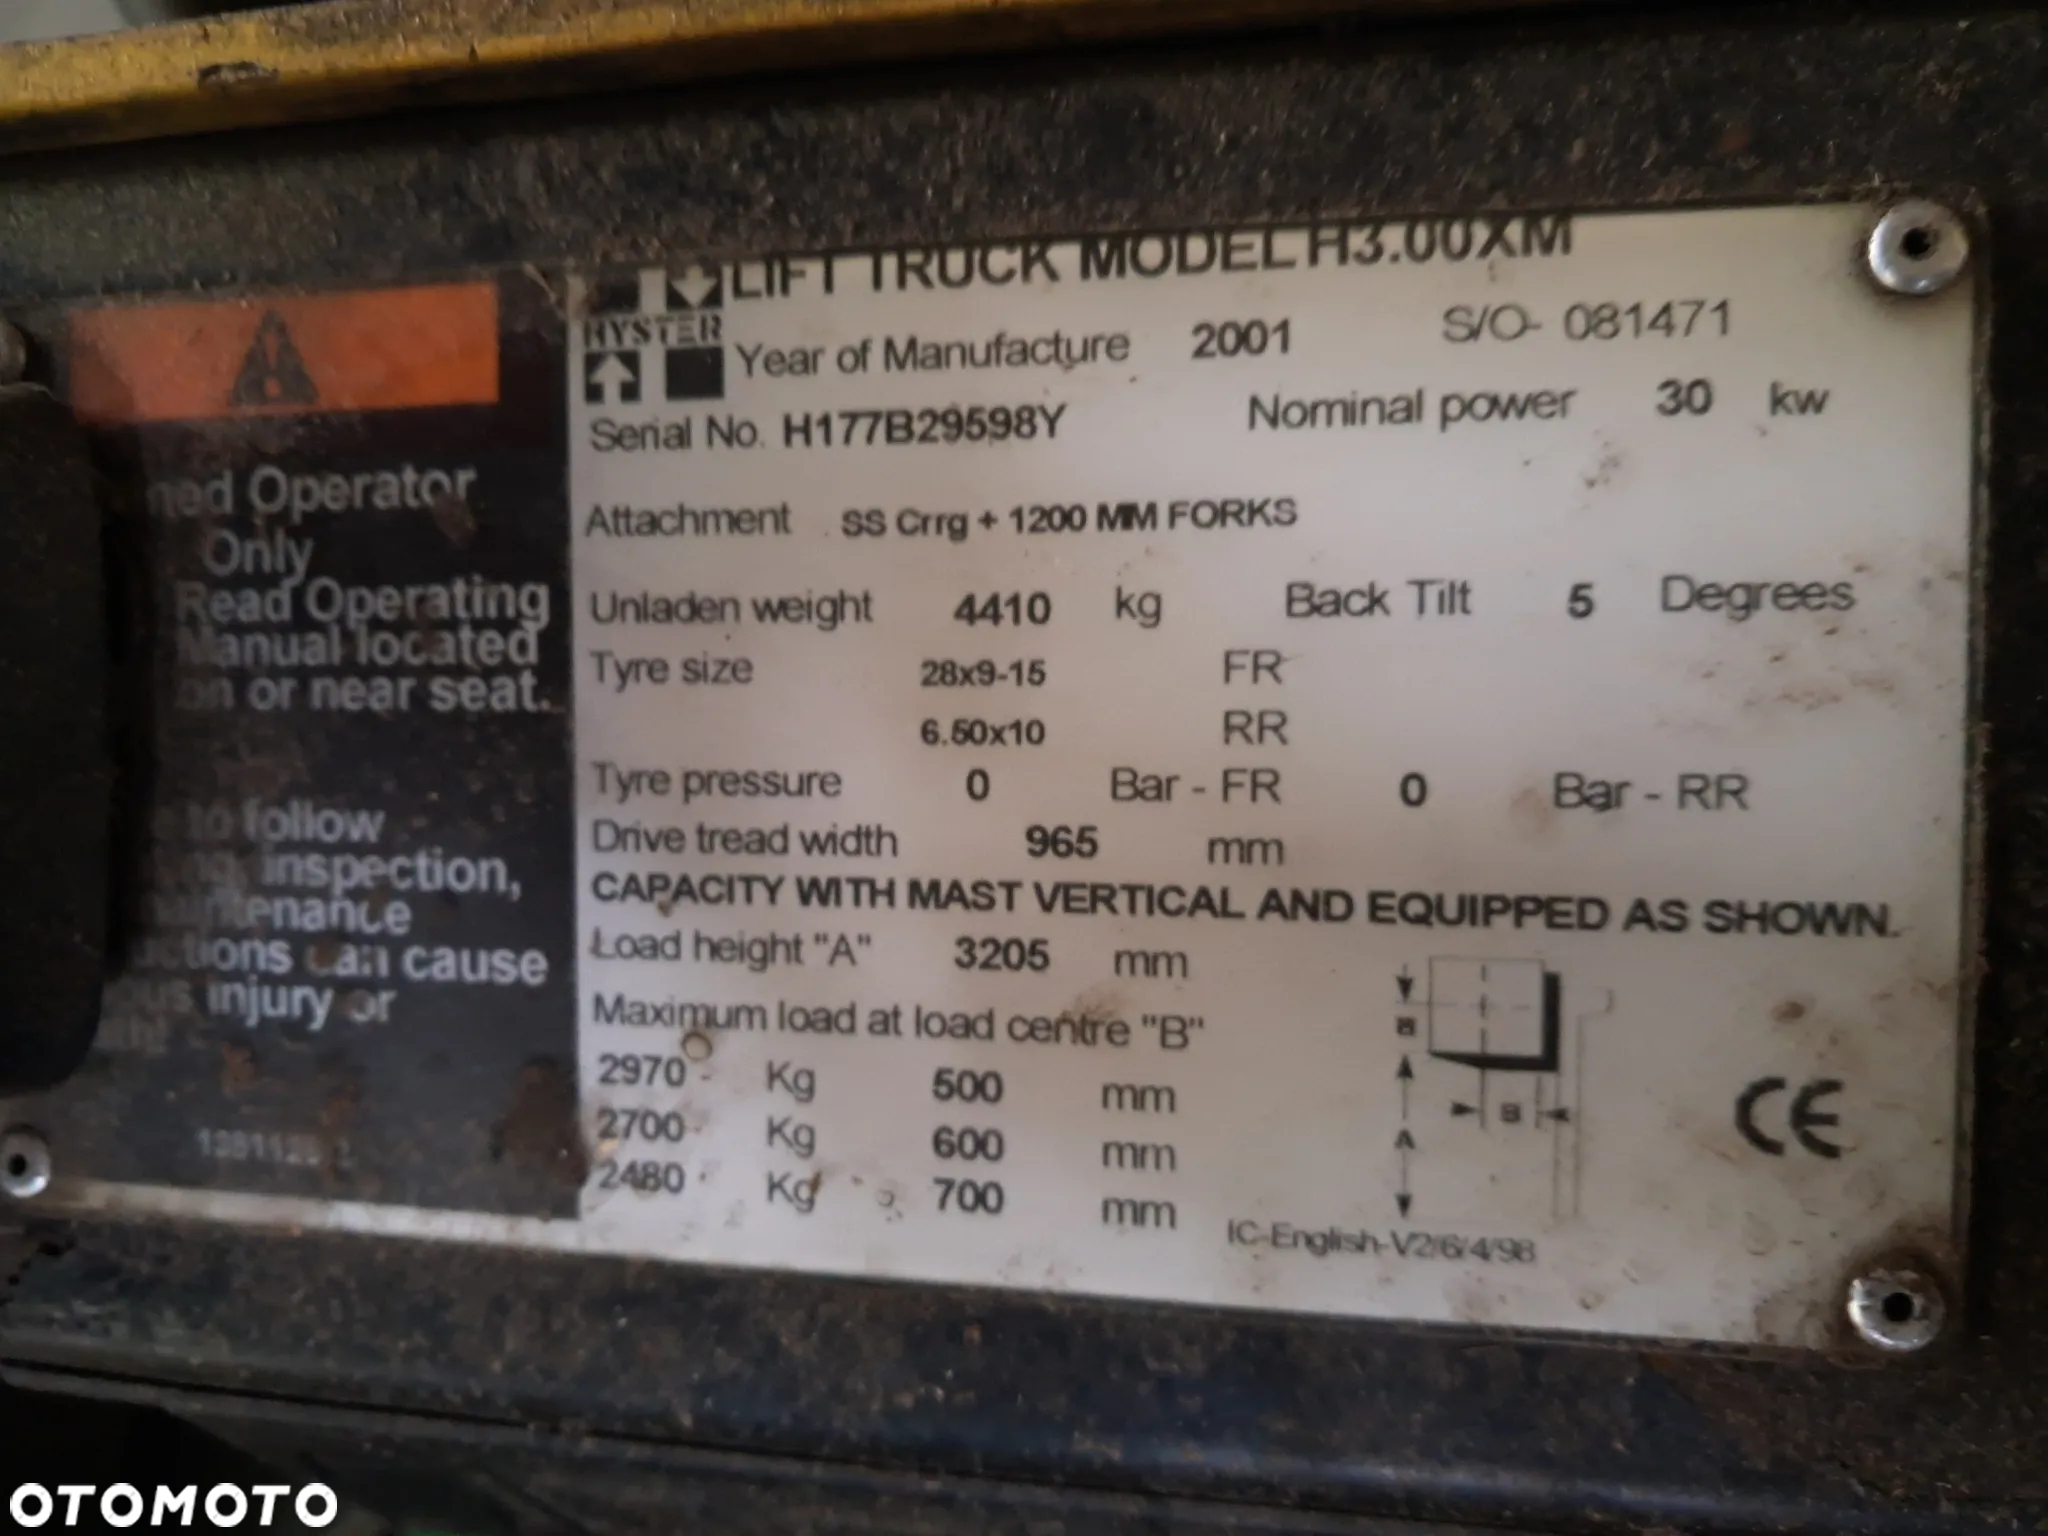 LIFT TRUCK MODEL H3.00XM
HYSTER
Year of Manufacture 2001 S/O- 081471
Serial No. H177B29598Y Nominal power 30 kw
Attachment SS Crrg + 1200 MM FORKS
Unladen weight 4410 kg Back Tilt 5 Degrees
Tyre size 28x9-15 FR
6.50x10 RR
Tyre pressure 0 Bar - FR 0 Bar - RR
Drive tread width 965 mm
CAPACITY WITH MAST VERTICAL AND EQUIPPED AS SHOWN.
Load height "A" 3205 mm
Maximum load at load centre "B"
2970 Kg 500 mm
2700 Kg 600 mm
2480 Kg 700 mm
B
B
A
CE
IC-English-V2/6/4/98
Operator
Only
Read Operating
Manual located
on or near seat.
to follow
inspection,
can cause
injury or
OTOMOTO